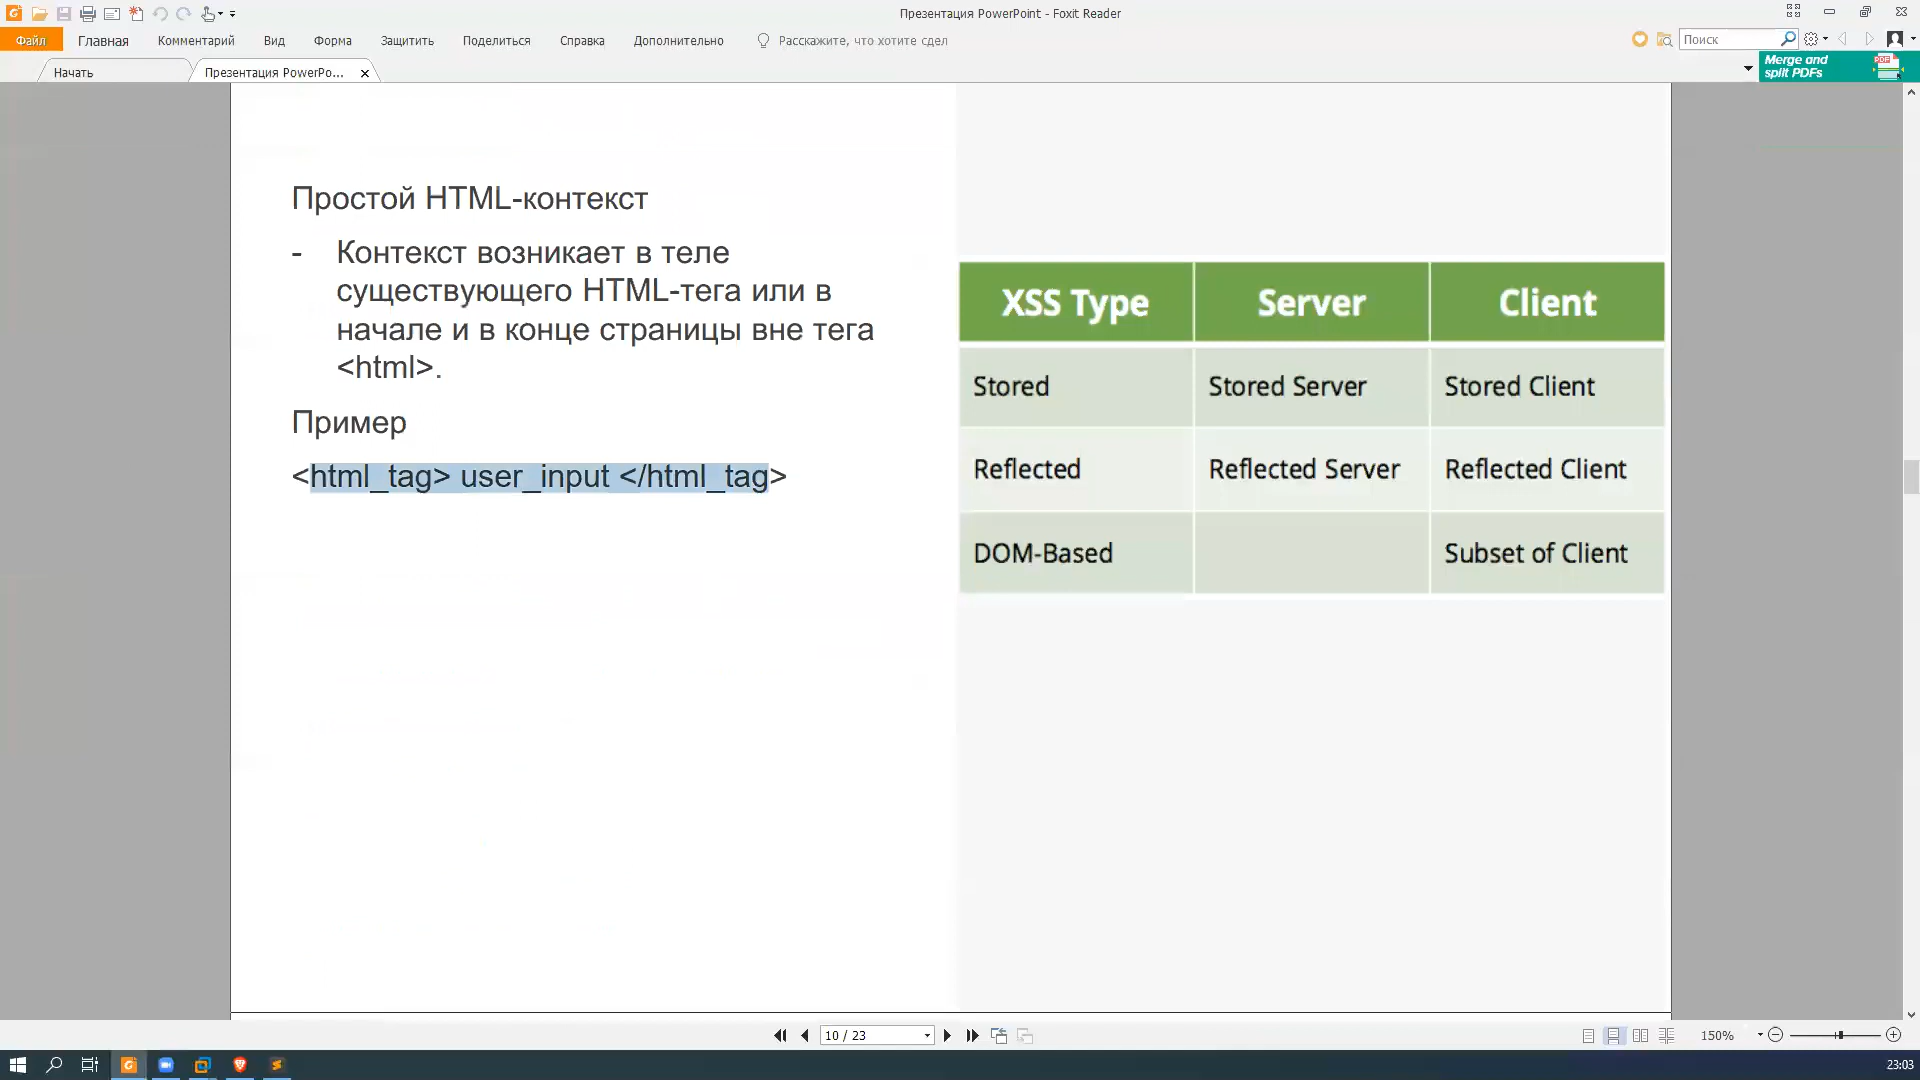 Презентация PowerPoint - Foxit Reader
Файл Главная Комментарий Вид Форма Защитить Поделиться Справка Дополнительно Расскажите, что хотите сдел Поиск
Начать Презентация PowerPo...
Merge and
split PDFs
Простой HTML-контекст
- Контекст возникает в теле
существующего HTML-тега или в
начале и в конце страницы вне тега
<html>.
Пример
<html_tag> user_input </html_tag>
XSS Type Server Client
Stored Stored Server Stored Client
Reflected Reflected Server Reflected Client
DOM-Based Subset of Client
10 / 23 150%
23:03